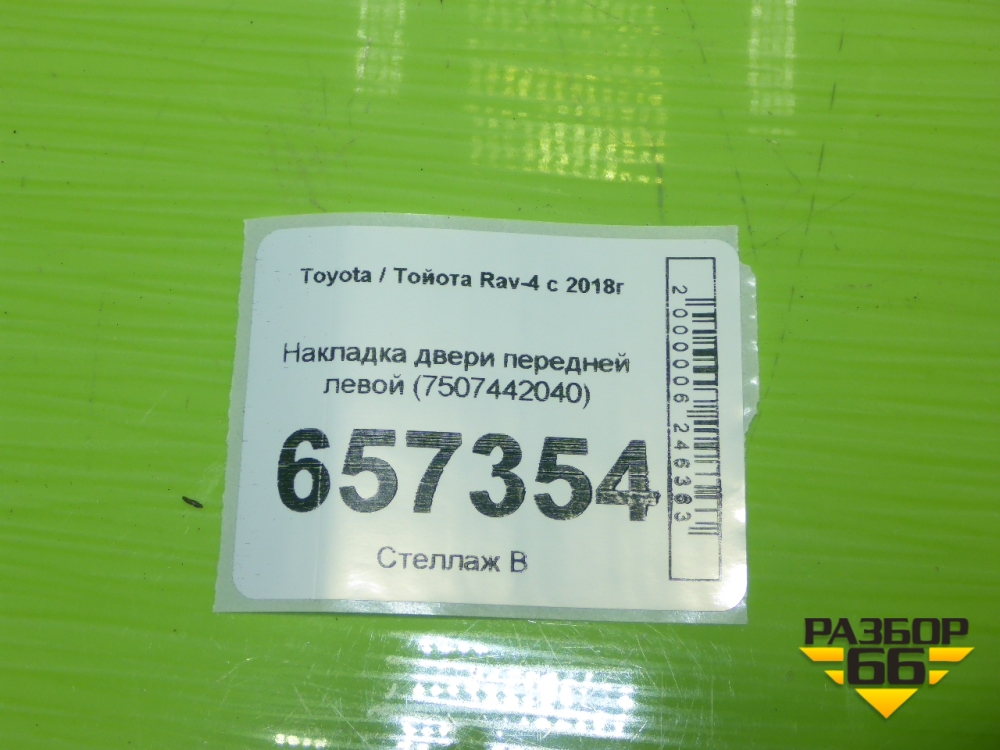 Toyota / Тойота Rav-4 с 2018г
Накладка двери передней
левой (7507442040)
657354
Стеллаж В
2000006246383
РАЗБОР
66